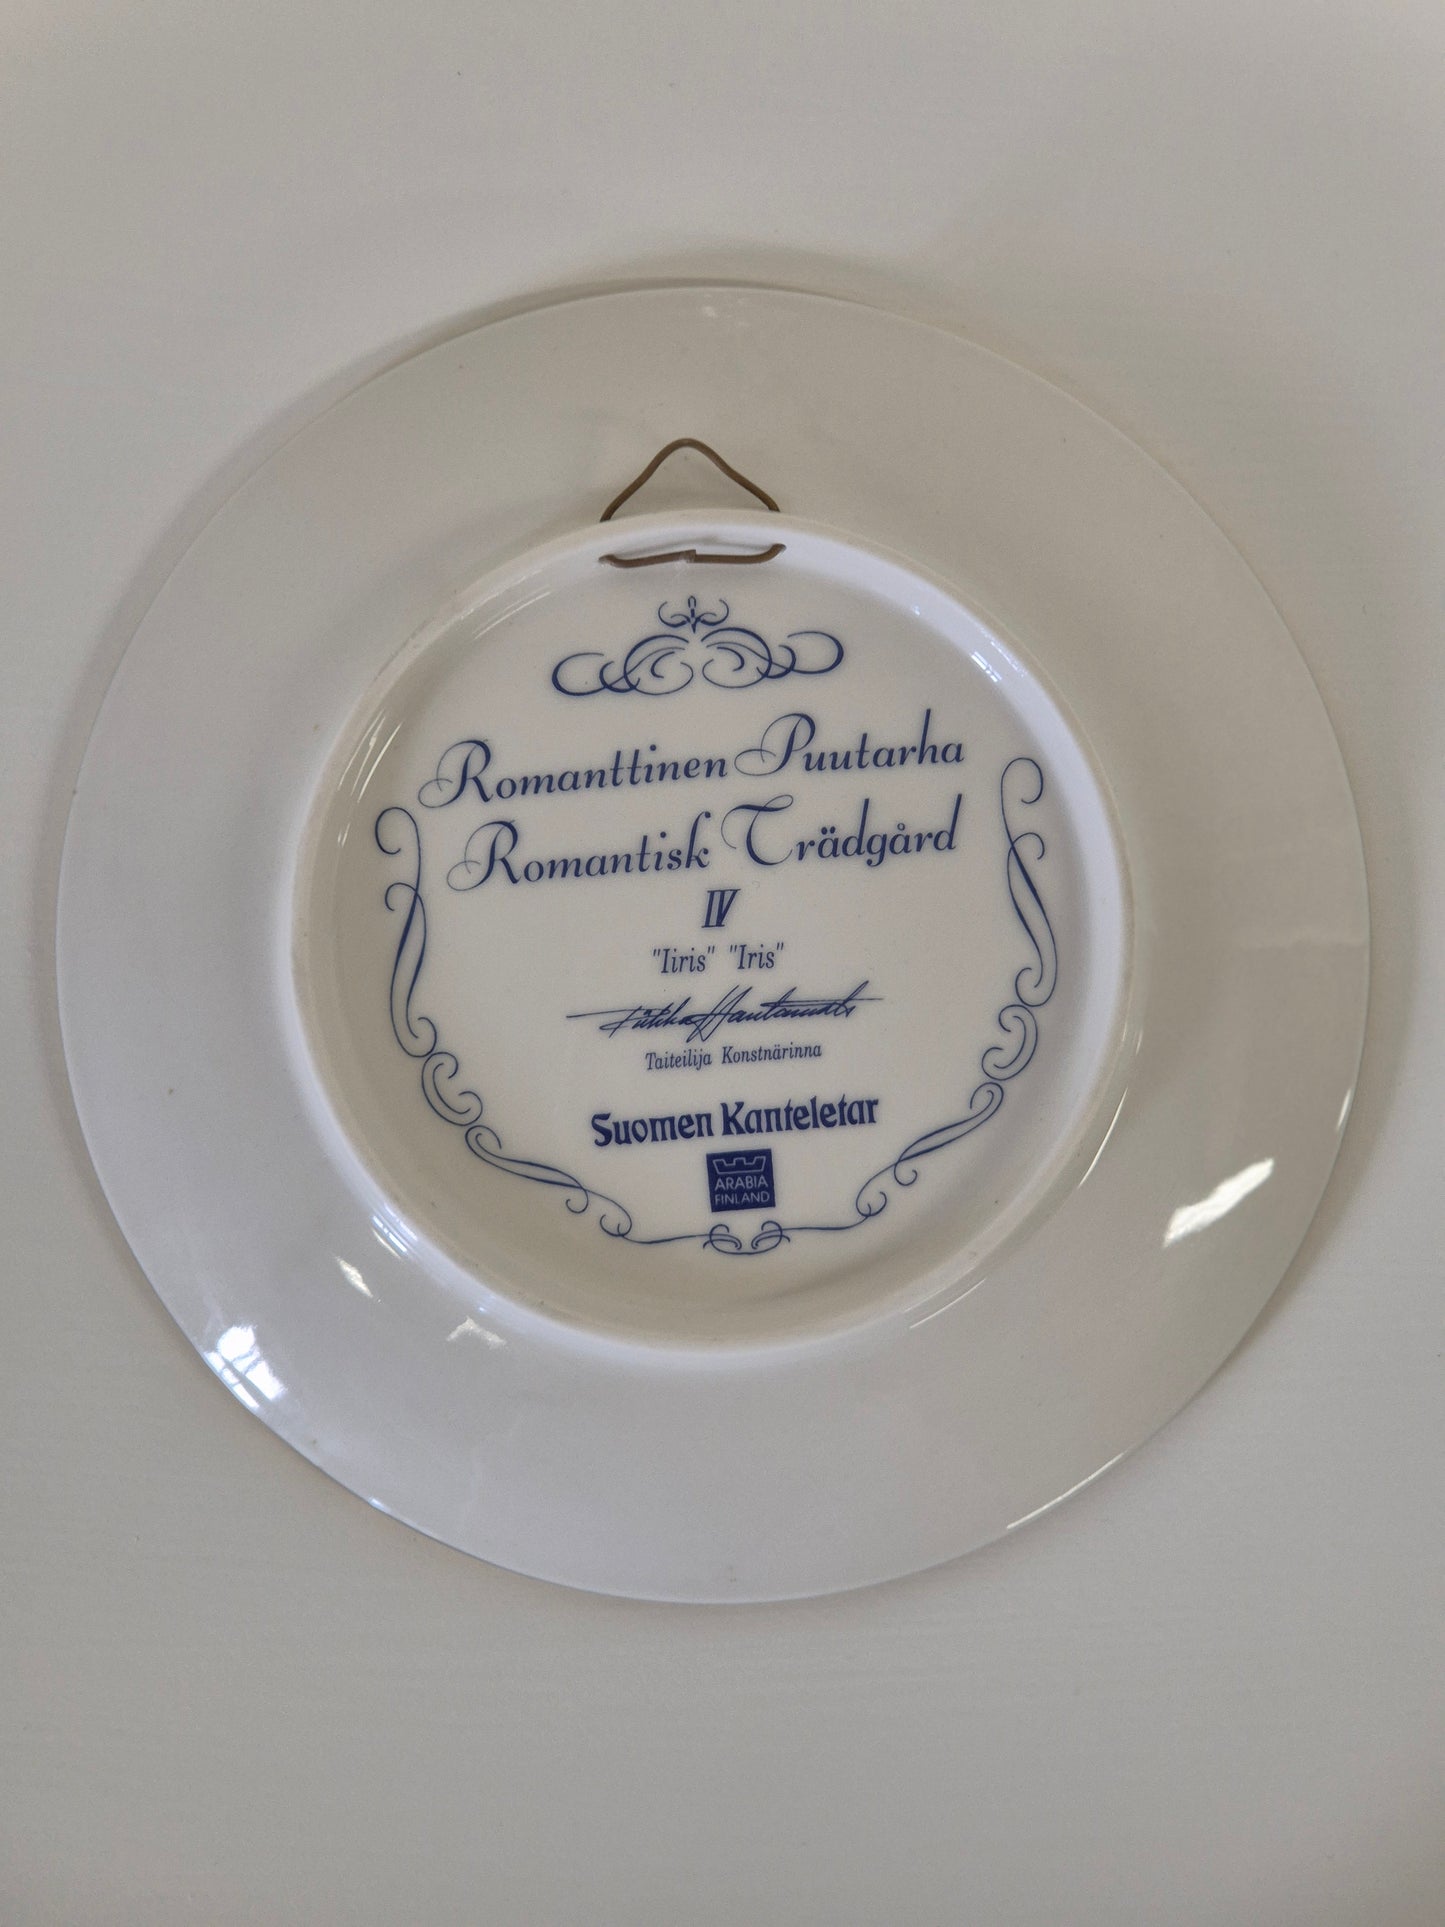 Romanttinen Puutarha
Romantisk Trädgård
IV
"Iiris" "Iris"
Taiteilija Konstnärinna
Suomen Kanteletar
ARABIA
FINLAND